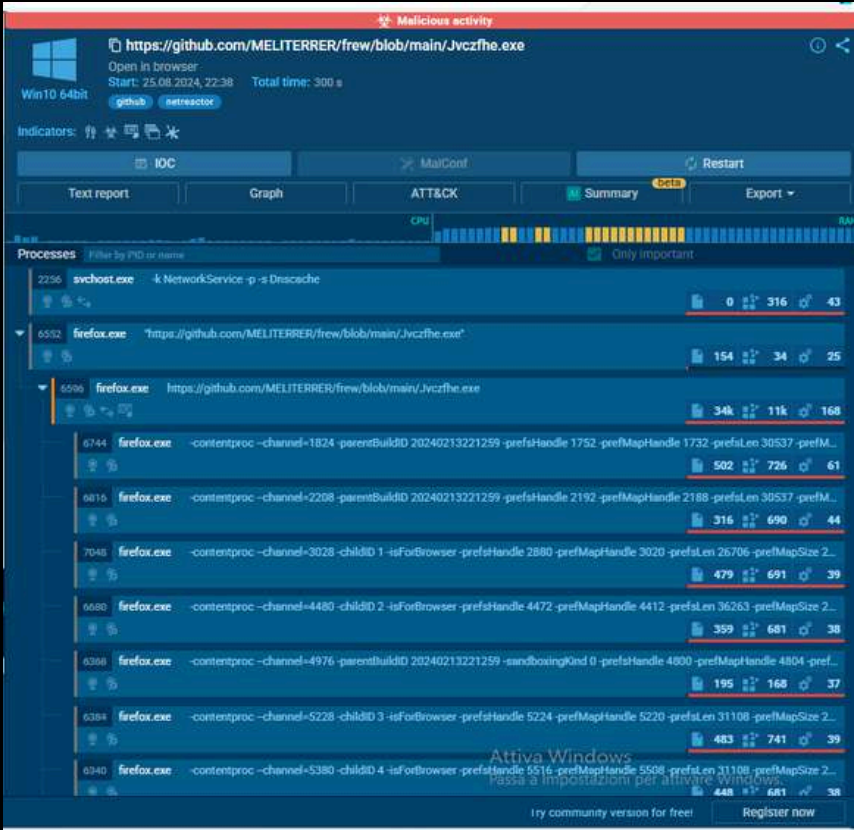 Malicious activity
https://github.com/MELITERRER/frew/blob/main/Jvczfhe.exe
Open in browser
Start: 25.08.2024, 22:38 Total time: 300 s
Win10 64bit
github netreactor
Indicators:
IOC MalConf Restart
Text report Graph ATT&CK AI Summary beta Export
CPU RAM
Processes Filter by PID or name Only important
2256 svchost.exe -k NetworkService -p -s Dnscache
0 316 43
6552 firefox.exe "https://github.com/MELITERRER/frew/blob/main/Jvczfhe.exe"
154 34 25
6596 firefox.exe https://github.com/MELITERRER/frew/blob/main/Jvczfhe.exe
34k 11k 168
6744 firefox.exe -contentproc --channel=1824 -parentBuildID 20240213221259 -prefsHandle 1752 -prefMapHandle 1732 -prefsLen 30537 -prefM...
502 726 61
6816 firefox.exe -contentproc --channel=2208 -parentBuildID 20240213221259 -prefsHandle 2192 -prefMapHandle 2188 -prefsLen 30537 -prefM...
316 690 44
7048 firefox.exe -contentproc --channel=3028 -childID 1 -isForBrowser -prefsHandle 2880 -prefMapHandle 3020 -prefsLen 26706 -prefMapSize 2...
479 691 39
6680 firefox.exe -contentproc --channel=4480 -childID 2 -isForBrowser -prefsHandle 4472 -prefMapHandle 4412 -prefsLen 36263 -prefMapSize 2...
359 681 38
6368 firefox.exe -contentproc --channel=4976 -parentBuildID 20240213221259 -sandboxingKind 0 -prefsHandle 4800 -prefMapHandle 4804 -pref...
195 168 37
6384 firefox.exe -contentproc --channel=5228 -childID 3 -isForBrowser -prefsHandle 5224 -prefMapHandle 5220 -prefsLen 31108 -prefMapSize 2...
483 741 39
Attiva Windows
6340 firefox.exe -contentproc --channel=5380 -childID 4 -isForBrowser -prefsHandle 5516 -prefMapHandle 5508 -prefsLen 31108 -prefMapSize 2...
Passa a Impostazioni per attivare Windows.
448 681 38
Try community version for free! Register now